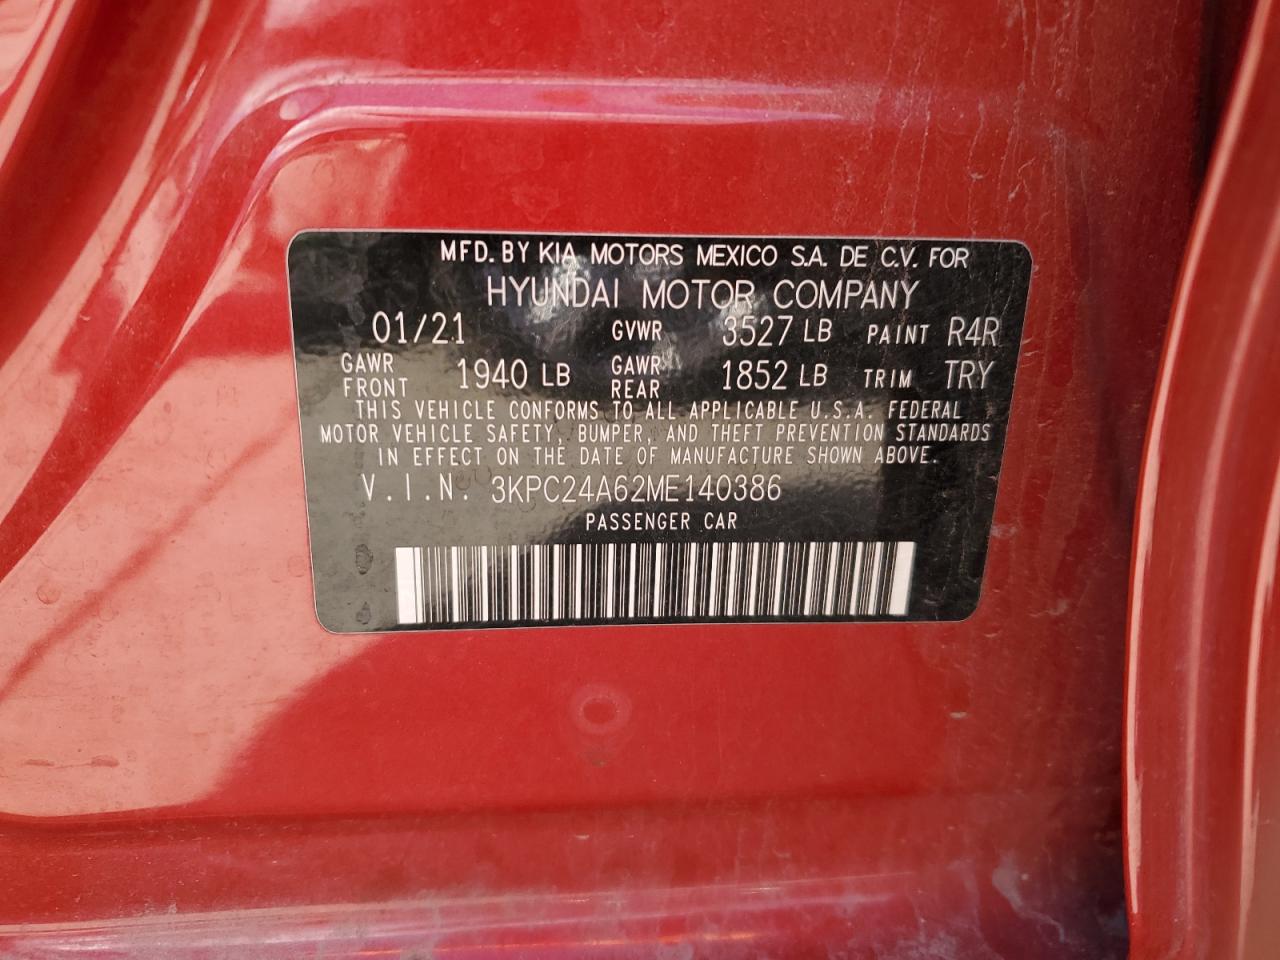 MFD. BY KIA MOTORS MEXICO S.A. DE C.V. FOR
HYUNDAI MOTOR COMPANY
01/21 GVWR 3527 LB PAINT R4R
GAWR FRONT 1940 LB GAWR REAR 1852 LB TRIM TRY
THIS VEHICLE CONFORMS TO ALL APPLICABLE U.S.A. FEDERAL
MOTOR VEHICLE SAFETY, BUMPER, AND THEFT PREVENTION STANDARDS
IN EFFECT ON THE DATE OF MANUFACTURE SHOWN ABOVE.
V.I.N. 3KPC24A62ME140386
PASSENGER CAR